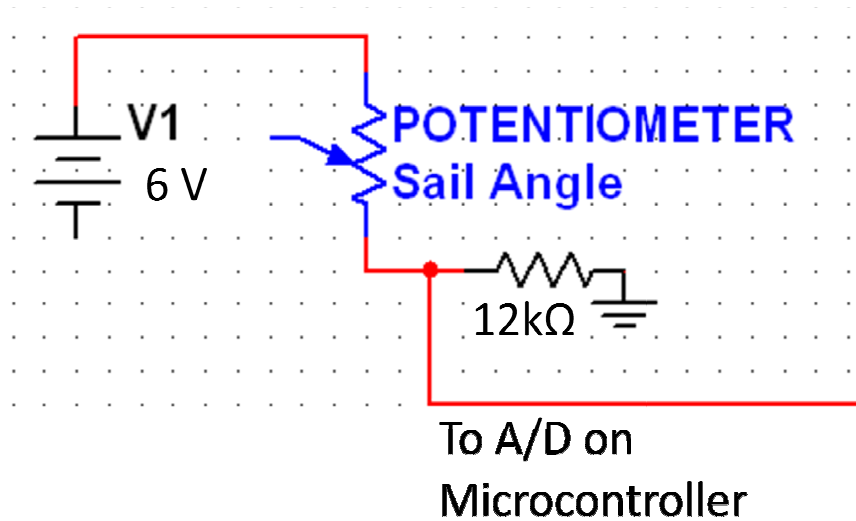 V1
6 V
POTENTIOMETER
Sail Angle
12kΩ
To A/D on
Microcontroller